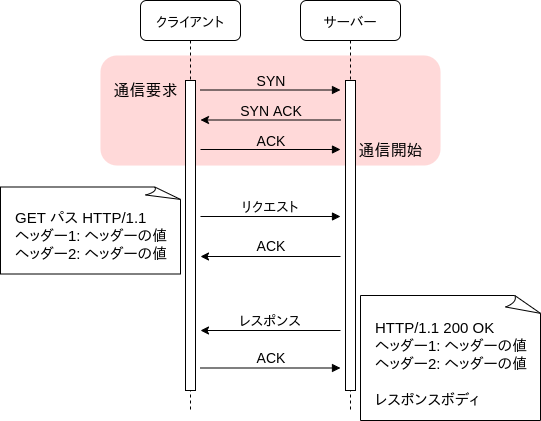 クライアント
サーバー
通信要求
SYN
SYN ACK
ACK
通信開始
リクエスト
GET パス HTTP/1.1
ヘッダー1: ヘッダーの値
ヘッダー2: ヘッダーの値
ACK
レスポンス
ACK
HTTP/1.1 200 OK
ヘッダー1: ヘッダーの値
ヘッダー2: ヘッダーの値
レスポンスボディ